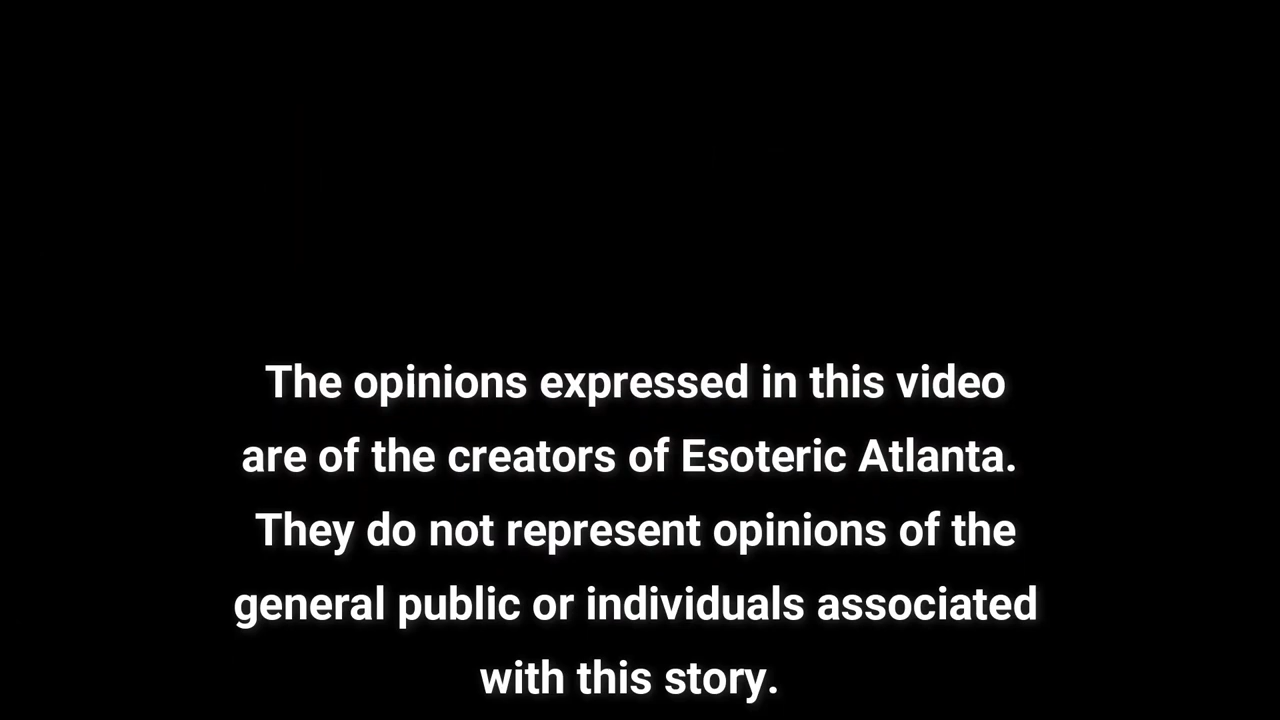 The opinions expressed in this video
are of the creators of Esoteric Atlanta.
They do not represent opinions of the
general public or individuals associated
with this story.